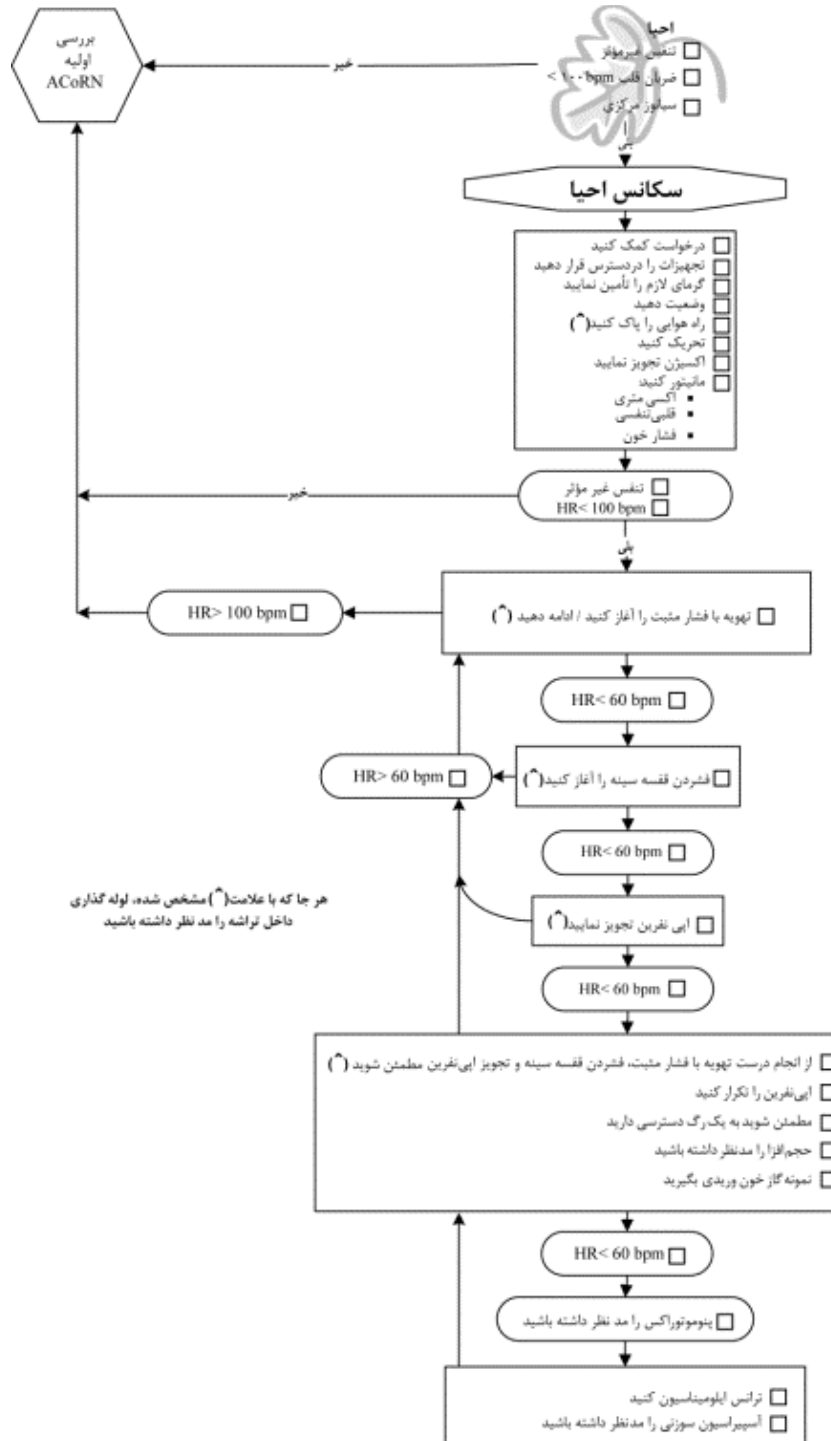 احیا
تنفس غیرمؤثر
ضربان قلب 100 bpm >
سیانوز مرکزی
خیر
بررسی
اولیه
ACoRN
بلی
سکانس احیا
درخواست کمک کنید
تجهیزات را دردسترس قرار دهید
گرمای لازم را تأمین نمایید
وضعیت دهید
راه هوایی را پاک کنید(^)
تحریک کنید
اکسیژن تجویز نمایید
مانیتور کنید:
▪ اکسی متری
▪ قلبی‌تنفسی
▪ فشار خون
تنفس غیر مؤثر
HR< 100 bpm
خیر
بلی
تهویه با فشار مثبت را آغاز کنید / ادامه دهید (^)
HR> 100 bpm
HR< 60 bpm
فشردن قفسه سینه را آغاز کنید(^)
HR> 60 bpm
HR< 60 bpm
هر جا که با علامت(^) مشخص شده، لوله گذاری
داخل تراشه را مد نظر داشته باشید
اپی نفرین تجویز نمایید(^)
HR< 60 bpm
از انجام درست تهویه با فشار مثبت، فشردن قفسه سینه و تجویز اپی‌نفرین مطمئن شوید (^)
اپی‌نفرین را تکرار کنید
مطمئن شوید به یک رگ دسترسی دارید
حجم‌افزا را مدنظر داشته باشید
نمونه گاز خون وریدی بگیرید
HR< 60 bpm
پنوموتوراکس را مد نظر داشته باشید
ترانس ایلومیناسیون کنید
آسپیراسیون سوزنی را مدنظر داشته باشید